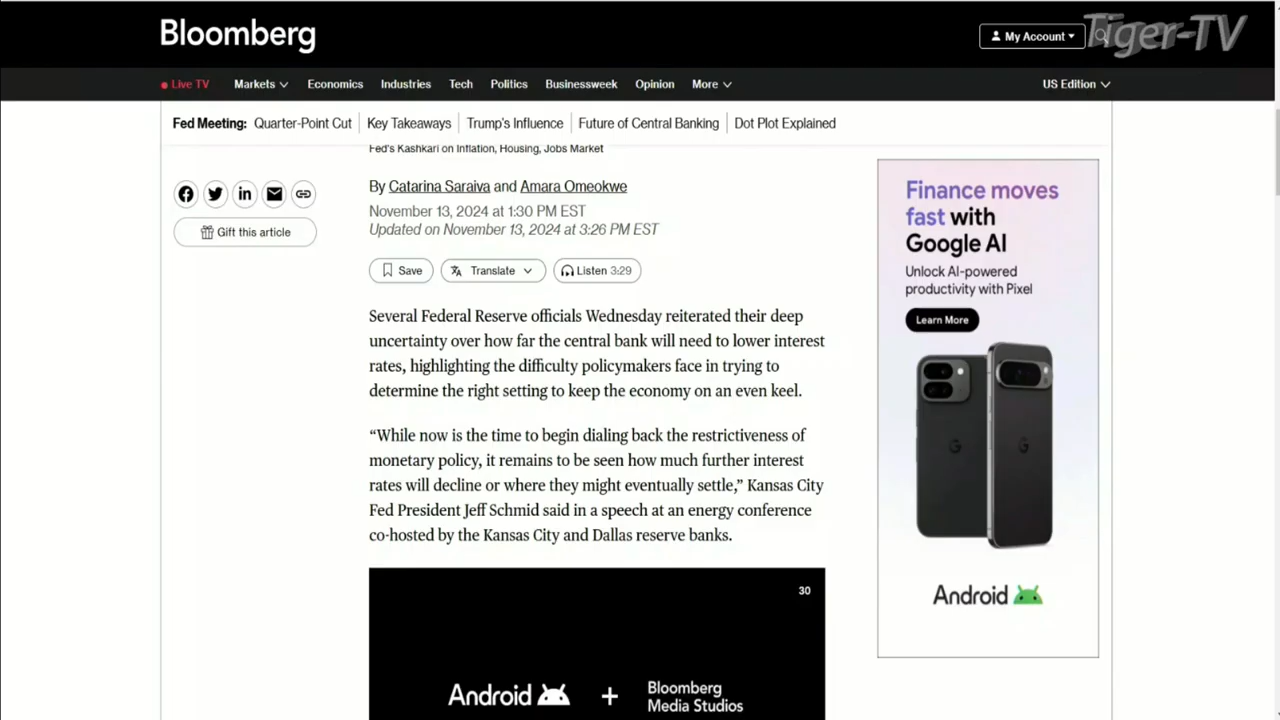 Bloomberg
My Account
Tiger-TV
Live TV Markets Economics Industries Tech Politics Businessweek Opinion More US Edition
Fed Meeting: Quarter-Point Cut Key Takeaways Trump's Influence Future of Central Banking Dot Plot Explained
Fed's Kashkari on Inflation, Housing, Jobs Market
By Catarina Saraiva and Amara Omeokwe
November 13, 2024 at 1:30 PM EST
Updated on November 13, 2024 at 3:26 PM EST
Gift this article
Save Translate Listen 3:29
Several Federal Reserve officials Wednesday reiterated their deep
uncertainty over how far the central bank will need to lower interest
rates, highlighting the difficulty policymakers face in trying to
determine the right setting to keep the economy on an even keel.
“While now is the time to begin dialing back the restrictiveness of
monetary policy, it remains to be seen how much further interest
rates will decline or where they might eventually settle,” Kansas City
Fed President Jeff Schmid said in a speech at an energy conference
co-hosted by the Kansas City and Dallas reserve banks.
30
Android + Bloomberg
Media Studios
Finance moves
fast with
Google AI
Unlock AI-powered
productivity with Pixel
Learn More
Android